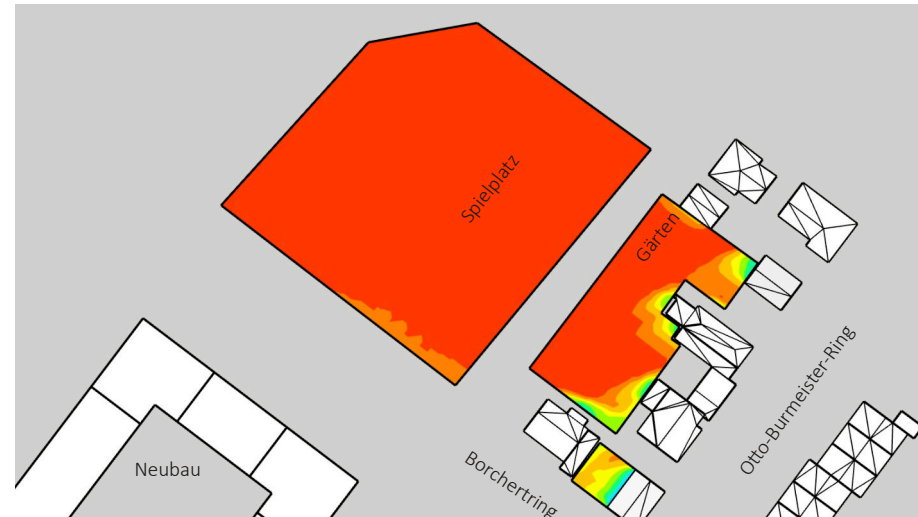 Spielplatz
Gärten
Otto-Burmeister-Ring
Neubau
Borchertring